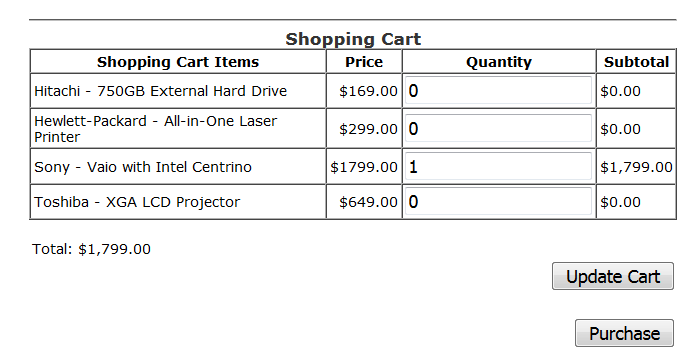 Shopping Cart
Shopping Cart Items Price Quantity Subtotal
Hitachi - 750GB External Hard Drive $169.00 0 $0.00
Hewlett-Packard - All-in-One Laser
Printer $299.00 0 $0.00
Sony - Vaio with Intel Centrino $1799.00 1 $1,799.00
Toshiba - XGA LCD Projector $649.00 0 $0.00
Total: $1,799.00
Update Cart
Purchase